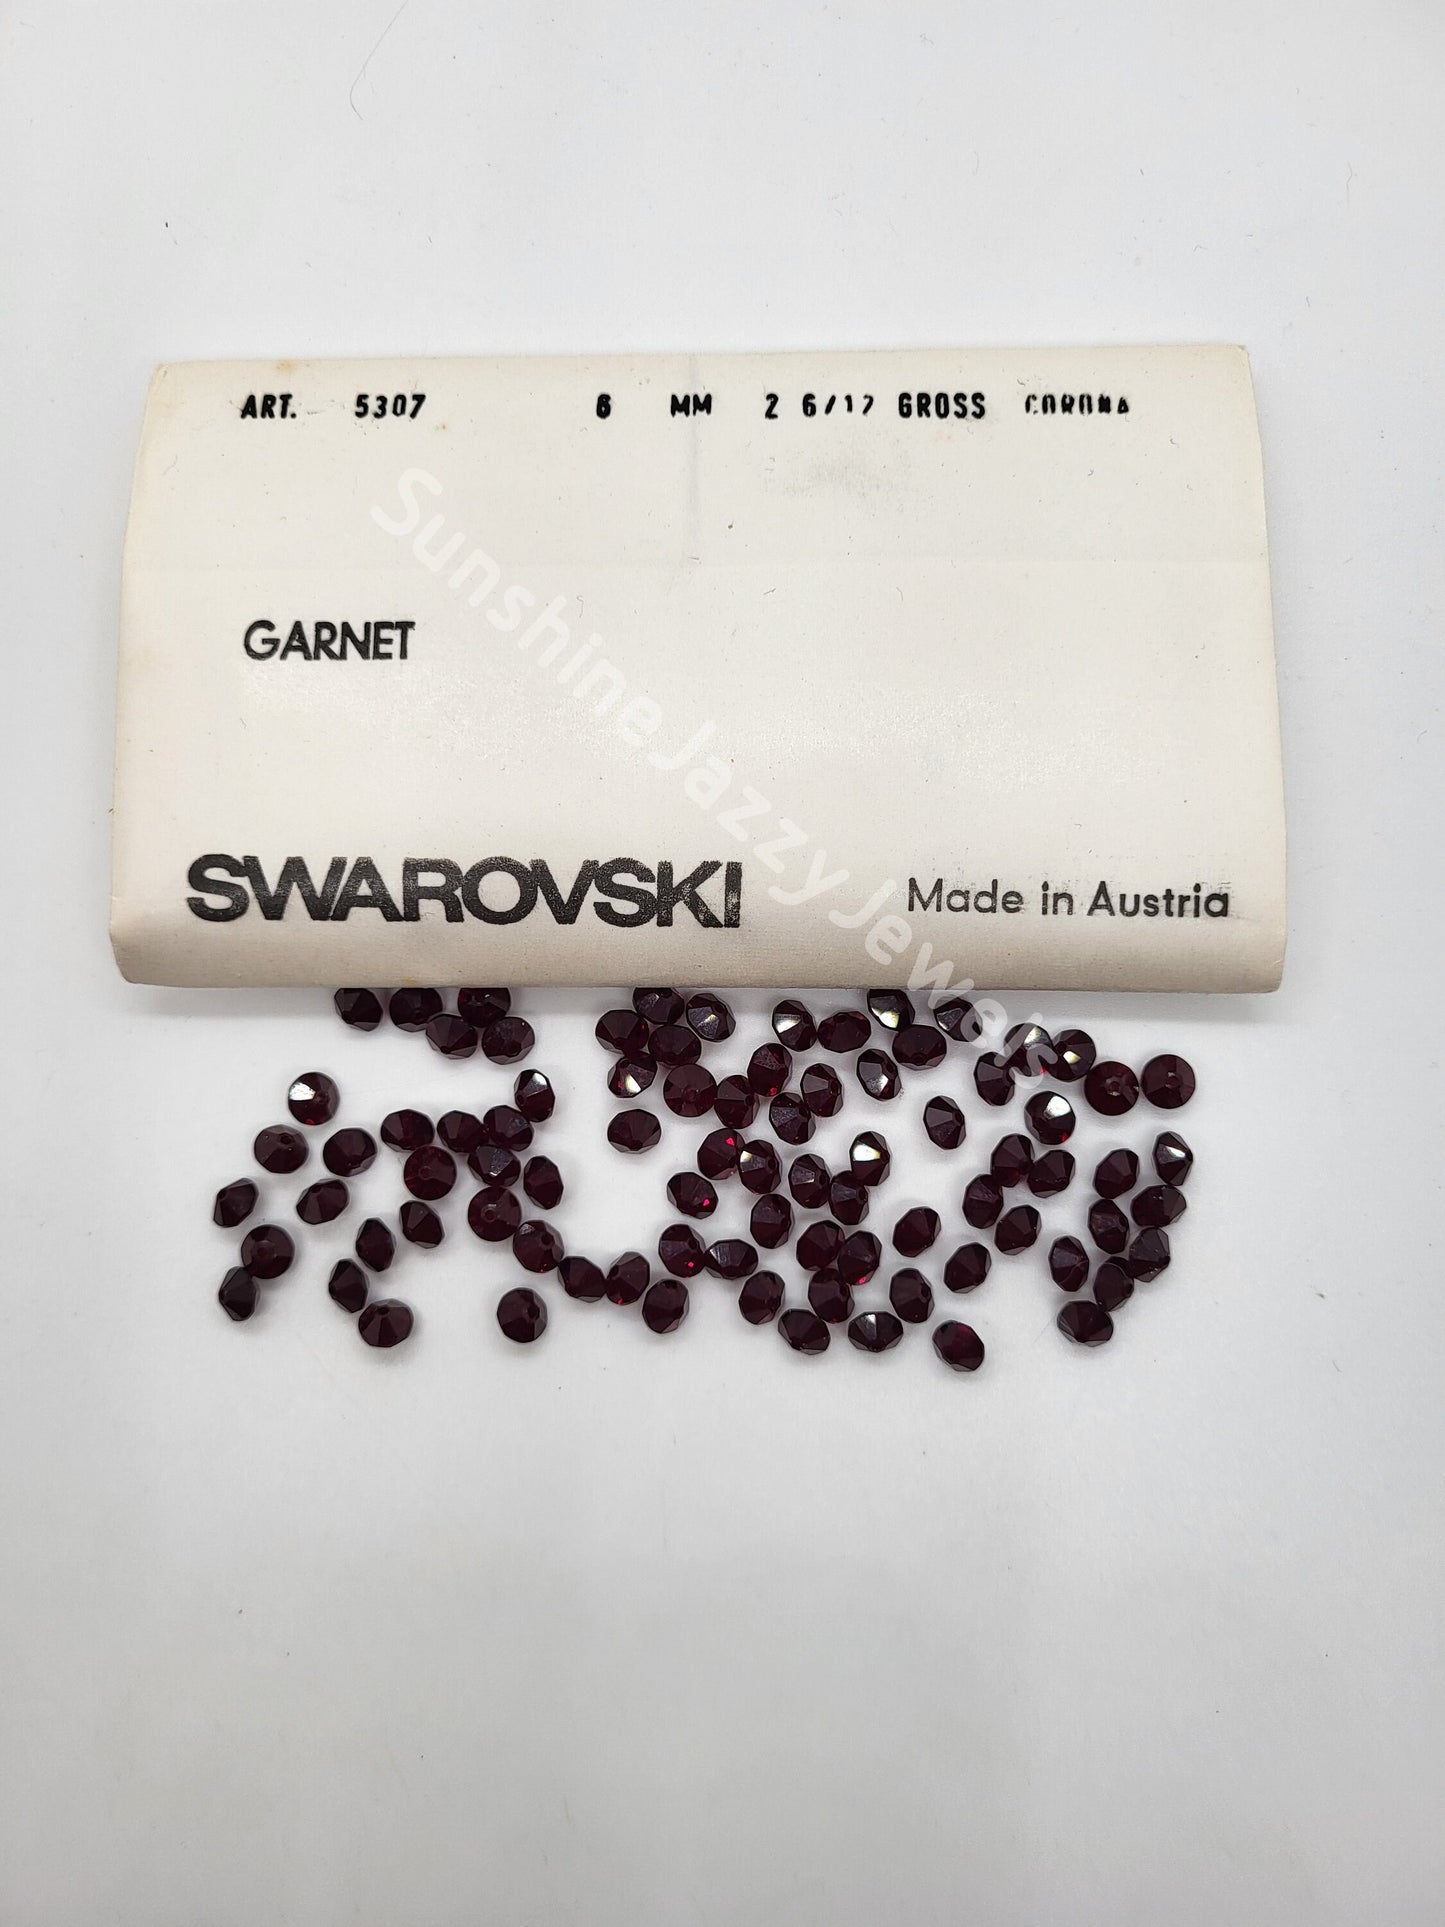 ART. 5307 6 MM 2 6/12 GROSS CORONA
GARNET
SWAROVSKI Made in Austria
SunshineJazzyJewels